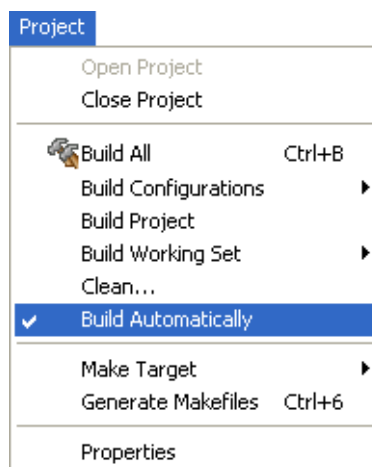 Project
Open Project
Close Project
Build All Ctrl+B
Build Configurations
Build Project
Build Working Set
Clean...
Build Automatically
Make Target
Generate Makefiles Ctrl+6
Properties